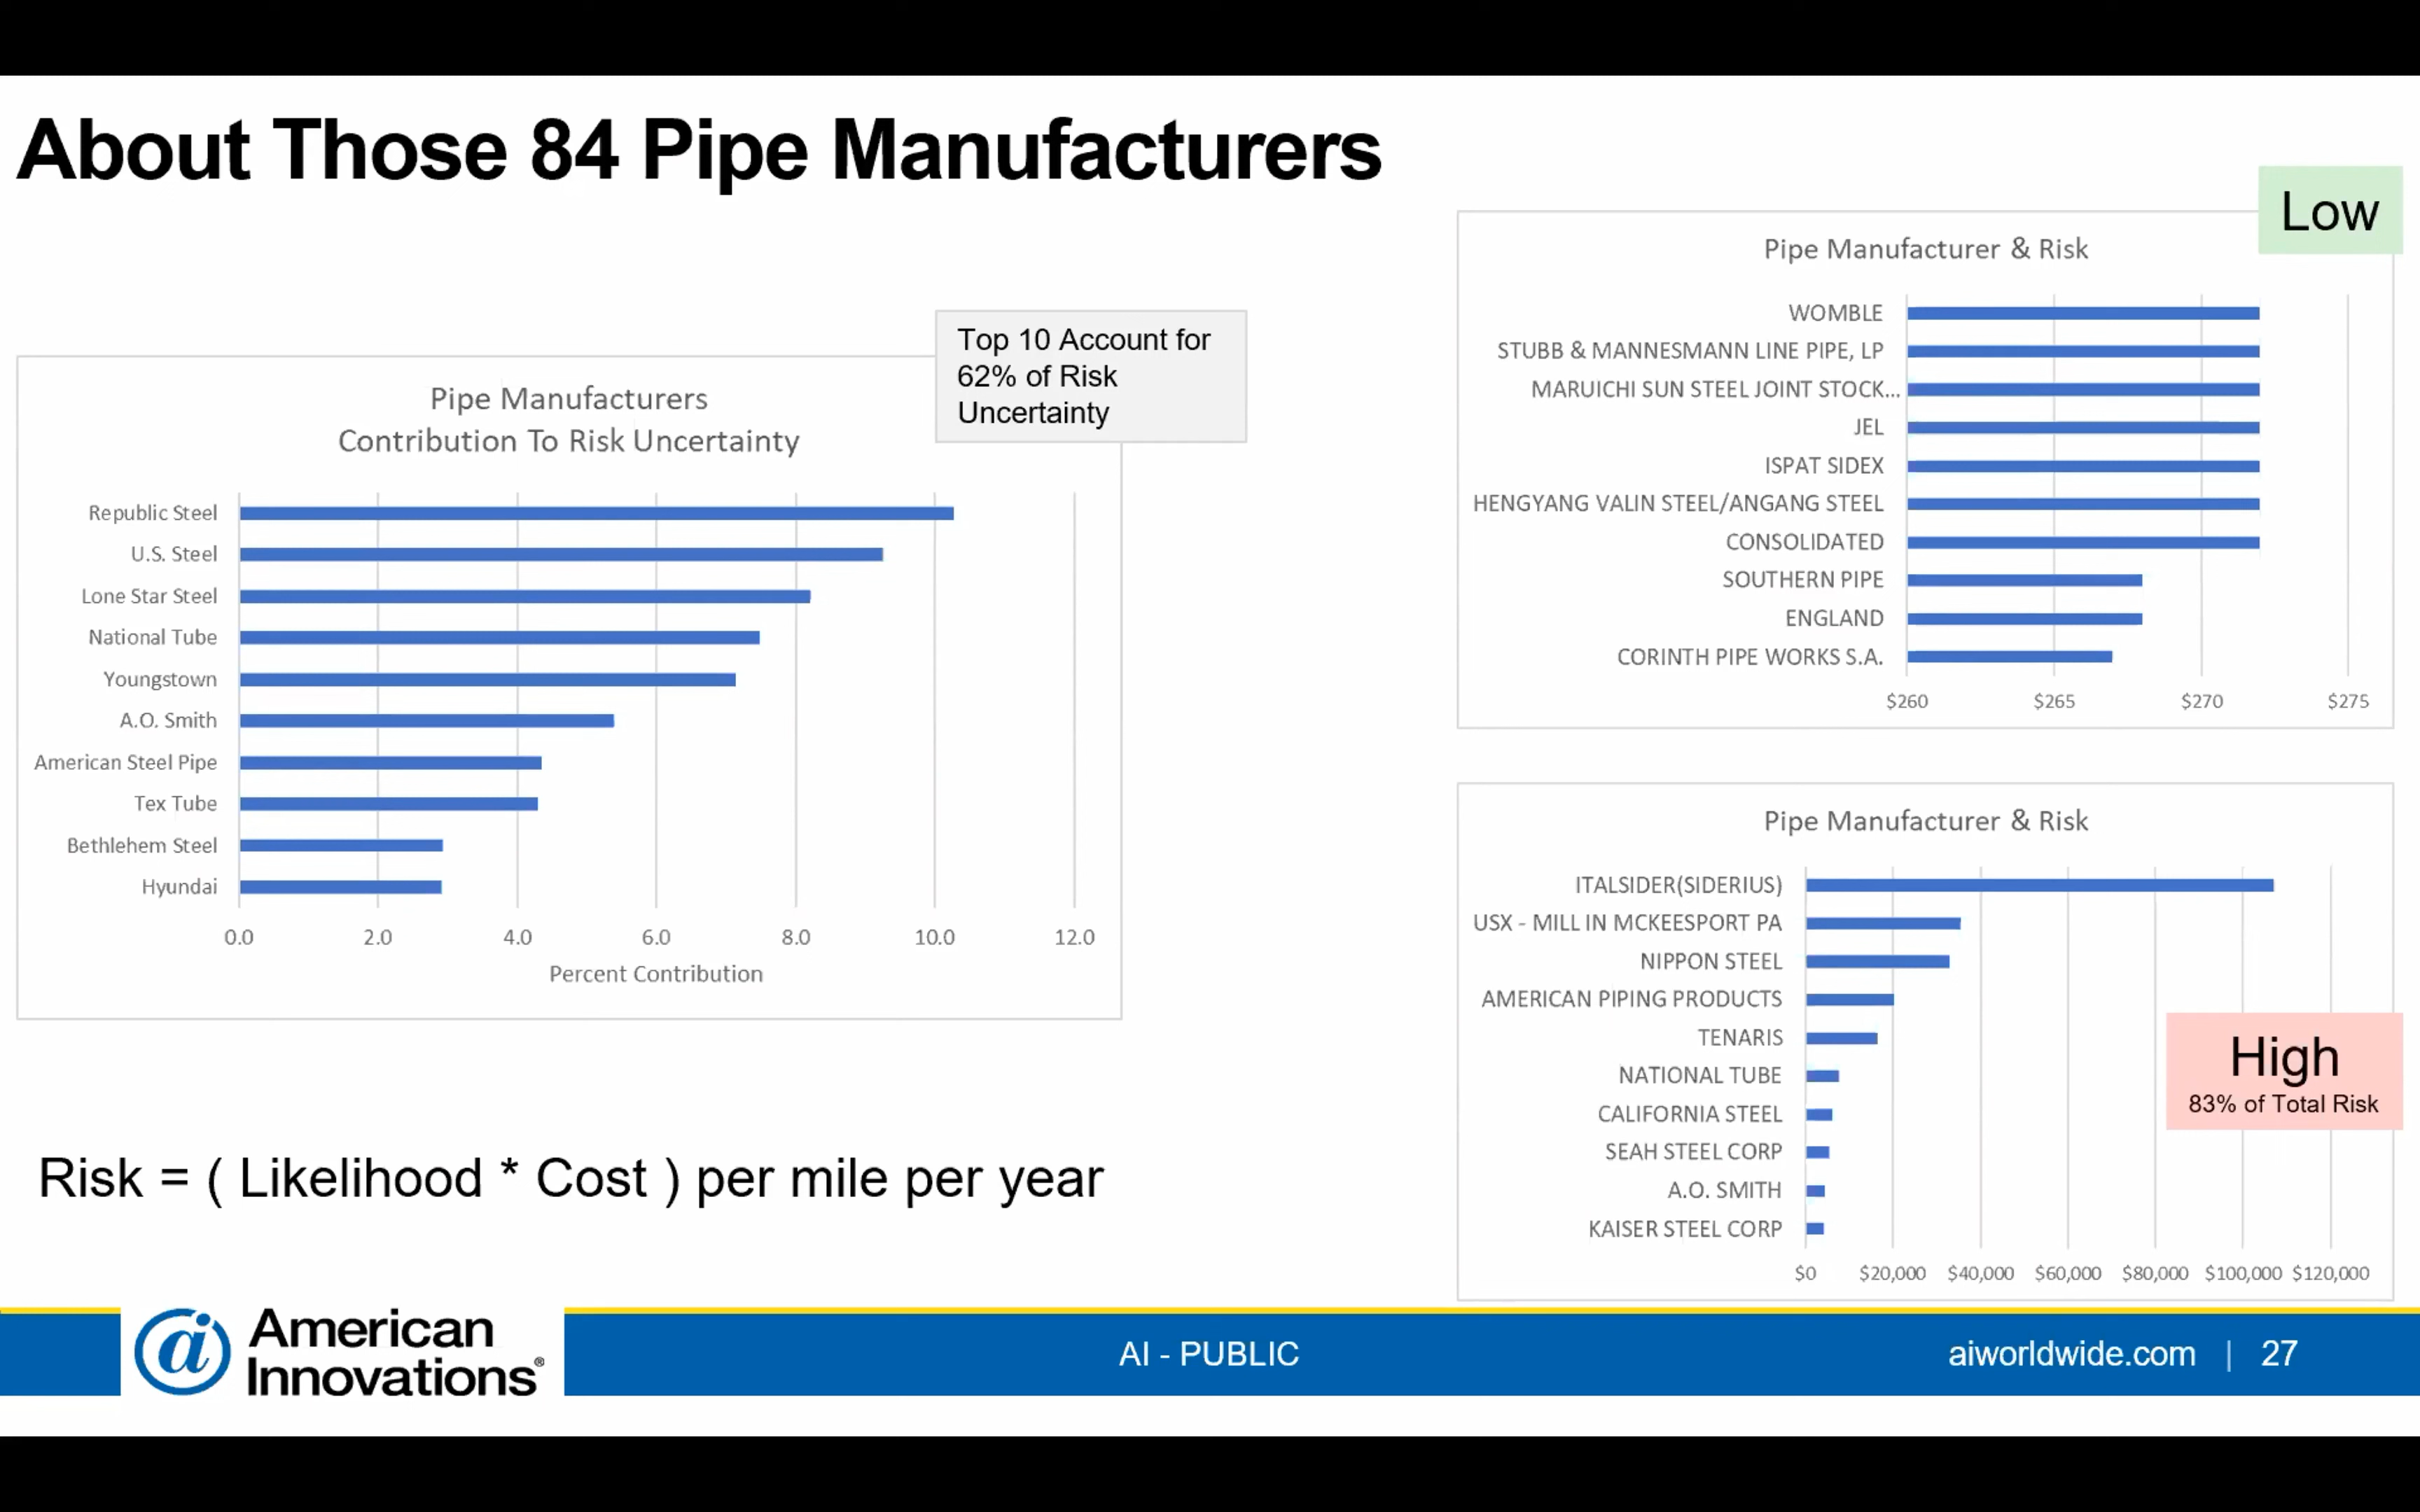 About Those 84 Pipe Manufacturers
Top 10 Account for
62% of Risk
Uncertainty
Pipe Manufacturers
Contribution To Risk Uncertainty
Republic Steel
U.S. Steel
Lone Star Steel
National Tube
Youngstown
A.O. Smith
American Steel Pipe
Tex Tube
Bethlehem Steel
Hyundai
0.0 2.0 4.0 6.0 8.0 10.0 12.0
Percent Contribution
Risk = ( Likelihood * Cost ) per mile per year
Low
Pipe Manufacturer & Risk
WOMBLE
STUBB & MANNESMANN LINE PIPE, LP
MARUICHI SUN STEEL JOINT STOCK...
JEL
ISPAT SIDEX
HENGYANG VALIN STEEL/ANGANG STEEL
CONSOLIDATED
SOUTHERN PIPE
ENGLAND
CORINTH PIPE WORKS S.A.
$260 $265 $270 $275
Pipe Manufacturer & Risk
ITALSIDER(SIDERIUS)
USX - MILL IN MCKEESPORT PA
NIPPON STEEL
AMERICAN PIPING PRODUCTS
TENARIS
NATIONAL TUBE
CALIFORNIA STEEL
SEAH STEEL CORP
A.O. SMITH
KAISER STEEL CORP
$0 $20,000 $40,000 $60,000 $80,000 $100,000 $120,000
High
83% of Total Risk
American
Innovations®
AI - PUBLIC
aiworldwide.com | 27